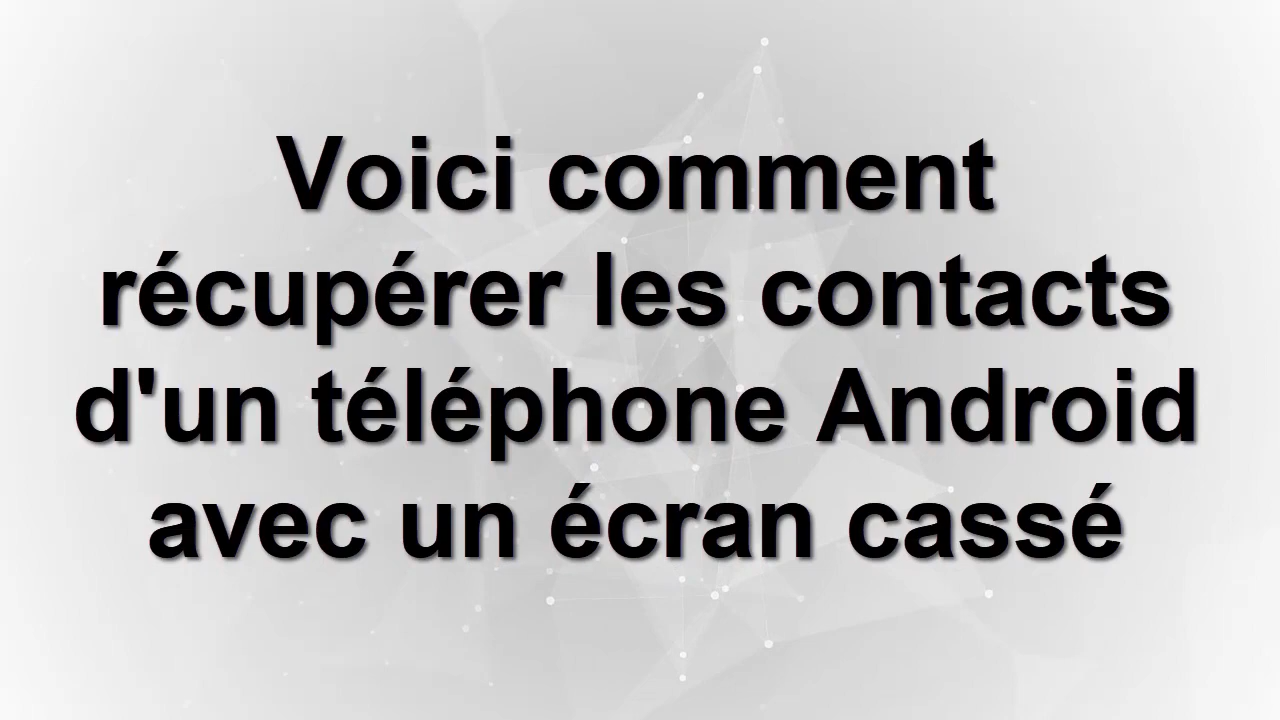 Voici comment
récupérer les contacts
d'un téléphone Android
avec un écran cassé